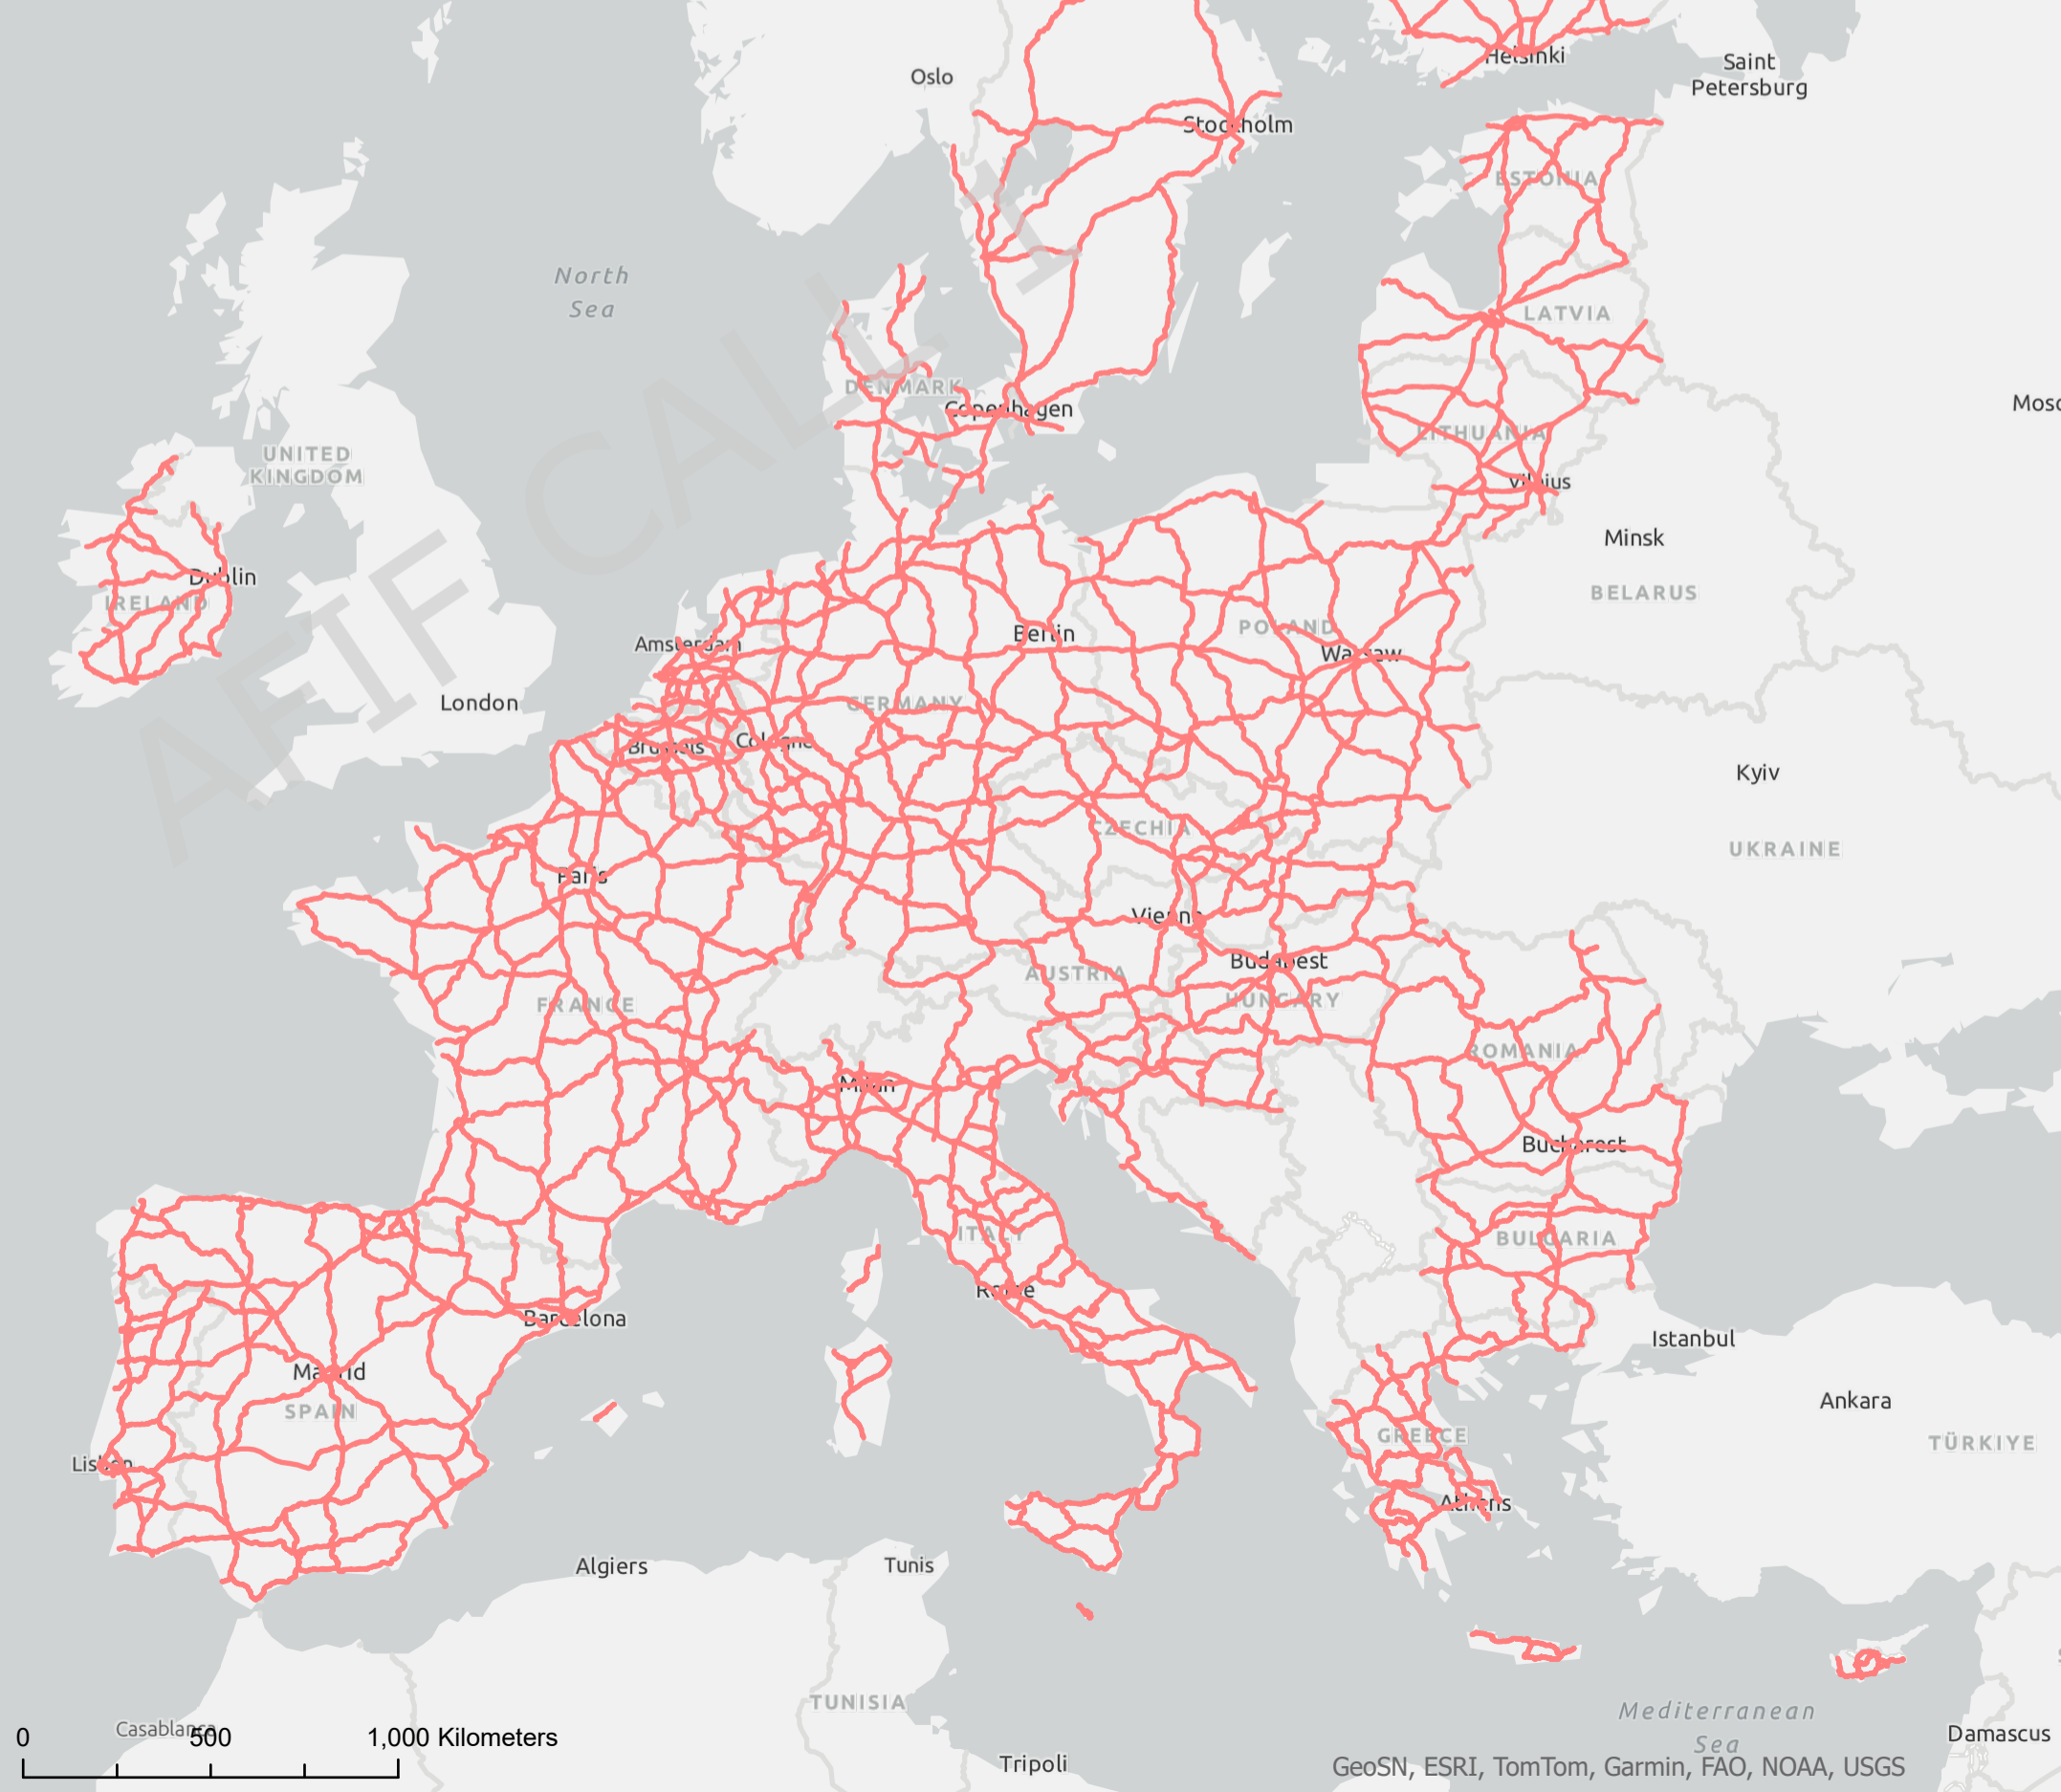 Oslo
Saint
Petersburg
Helsinki
Stockholm
ESTONIA
North
Sea
LATVIA
DENMARK
Copenhagen
Mosc
LITHUANIA
UNITED
KINGDOM
Vilnius
Minsk
Dublin
IRELAND
BELARUS
Amsterdam
Berlin
POLAND
Warsaw
London
GERMANY
Brussels
Cologne
Kyiv
CZECHIA
UKRAINE
Paris
Vienna
Budapest
AUSTRIA
HUNGARY
FRANCE
ROMANIA
Milan
Bucharest
ITALY
BULGARIA
Rome
Barcelona
Istanbul
Madrid
SPAIN
Ankara
GREECE
TÜRKIYE
Lisbon
Athens
Algiers
Tunis
TUNISIA
Mediterranean
Sea
Casablanca
Damascus
Tripoli
AFIF CALL 1
0 500 1,000 Kilometers
GeoSN, ESRI, TomTom, Garmin, FAO, NOAA, USGS